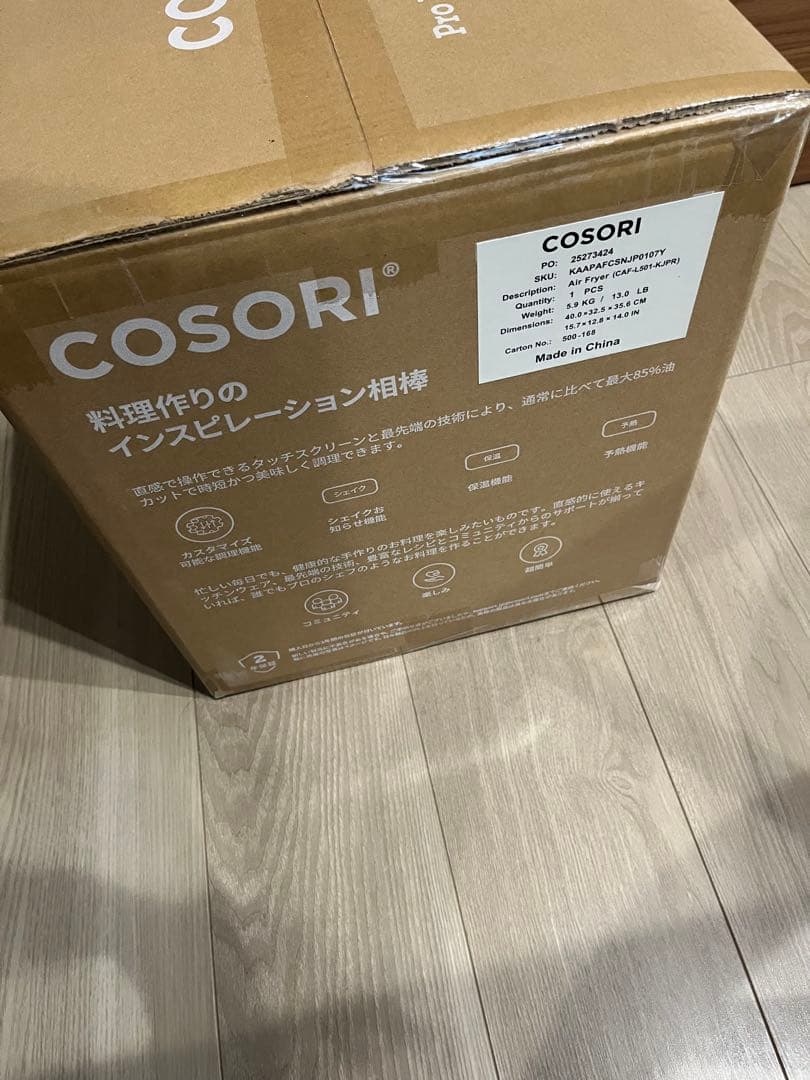 CO
Pro
COSORI®
料理作りの
インスピレーション相棒
直感で操作できるタッチスクリーンと最先端の技術により、通常に比べて最大85%油
カットで時短かつ美味しく調理できます。
カスタマイズ
可能な調理機能
シェイク
シェイクお
知らせ機能
保温
保温機能
予熱
予熱機能
忙しい毎日でも、健康的な手作りのお料理を楽しみたいものです。直感的に使えるキ
ッチンウェア、最先端の技術、豊富なレシピとコミュニティからのサポートが揃って
いれば、誰でもプロのシェフのようなお料理を作ることができます。
コミュニティ
楽しみ
超簡単
2
年保証
COSORI
PO: 25273424
SKU: KAAPAFCSNJP0107Y
Description: Air Fryer (CAF-L501-KJPR)
Quantity: 1 PCS
Weight: 5.9 KG / 13.0 LB
Dimensions: 40.0×32.5×35.6 CM
15.7×12.8×14.0 IN
Carton No.: 500-168
Made in China